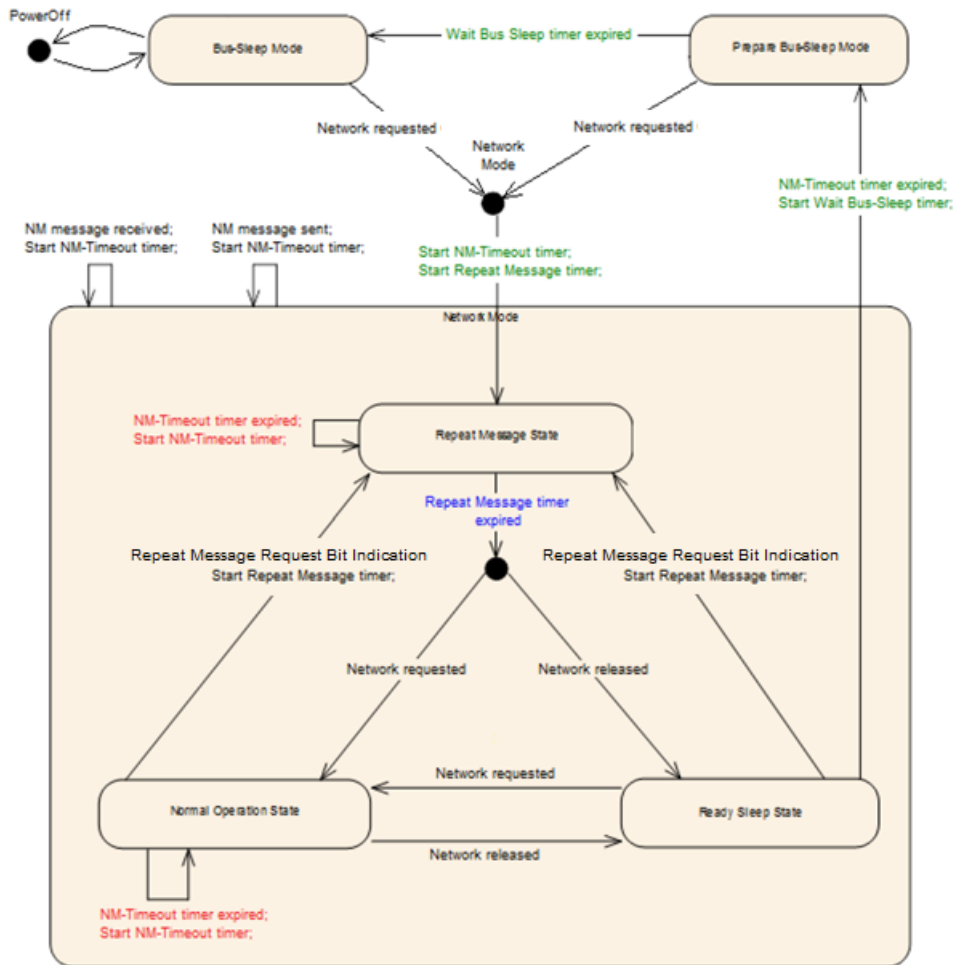 PowerOff
Bus-Sleep Mode
Wait Bus Sleep timer expired
Prepare Bus-Sleep Mode
Network requested
Network requested
Network
Mode
NM-Timeout timer expired;
Start Wait Bus-Sleep timer;
NM message received;
Start NM-Timeout timer;
NM message sent;
Start NM-Timeout timer;
Start NM-Timeout timer;
Start Repeat Message timer;
Network Mode
NM-Timeout timer expired;
Start NM-Timeout timer;
Repeat Message State
Repeat Message timer
expired
Repeat Message Request Bit Indication
Start Repeat Message timer;
Repeat Message Request Bit Indication
Start Repeat Message timer;
Network requested
Network released
Network requested
Normal Operation State
Ready Sleep State
Network released
NM-Timeout timer expired;
Start NM-Timeout timer;